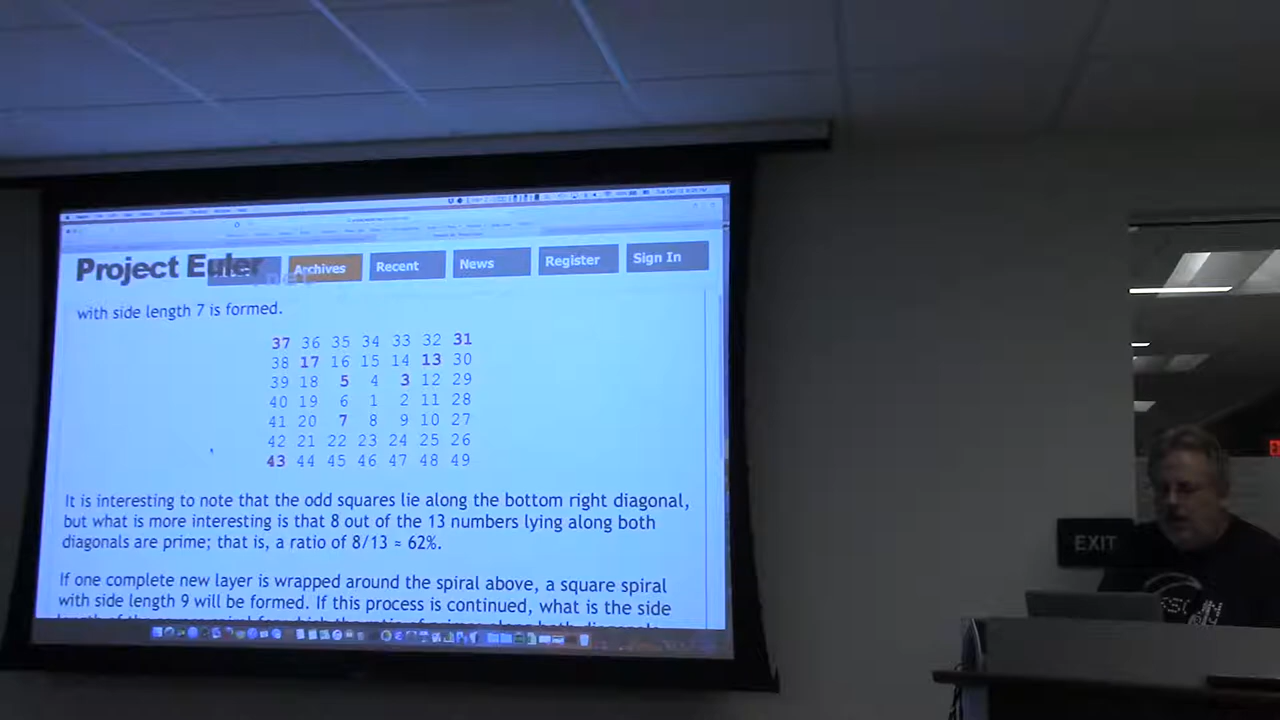 Project Euler
.net
Archives
Recent
News
Register
Sign In
with side length 7 is formed.
37 36 35 34 33 32 31
38 17 16 15 14 13 30
39 18 5 4 3 12 29
40 19 6 1 2 11 28
41 20 7 8 9 10 27
42 21 22 23 24 25 26
43 44 45 46 47 48 49
It is interesting to note that the odd squares lie along the bottom right diagonal,
but what is more interesting is that 8 out of the 13 numbers lying along both
diagonals are prime; that is, a ratio of 8/13 ≈ 62%.
If one complete new layer is wrapped around the spiral above, a square spiral
with side length 9 will be formed. If this process is continued, what is the side
EXIT